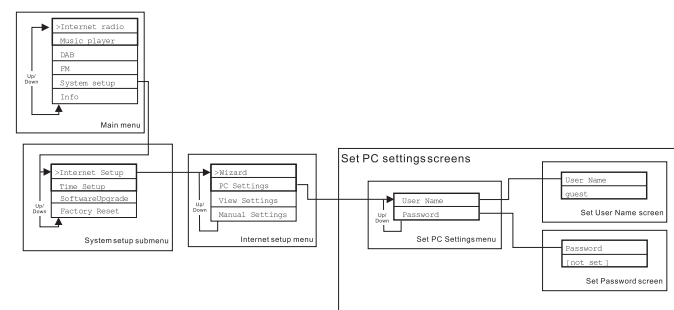 >Internet radio
Music player
DAB
FM
System setup
Info
Up/
Down
Main menu
>Internet Setup
Time Setup
SoftwareUpgrade
Factory Reset
Up/
Down
System setup submenu
>Wizard
PC Settings
View Settings
Manual Settings
Up/
Down
Internet setup menu
Set PC settingsscreens
User Name
Password
Up/
Down
Set PC Settingsmenu
User Name
guest
Set User Name screen
Password
[not set]
Set Password screen